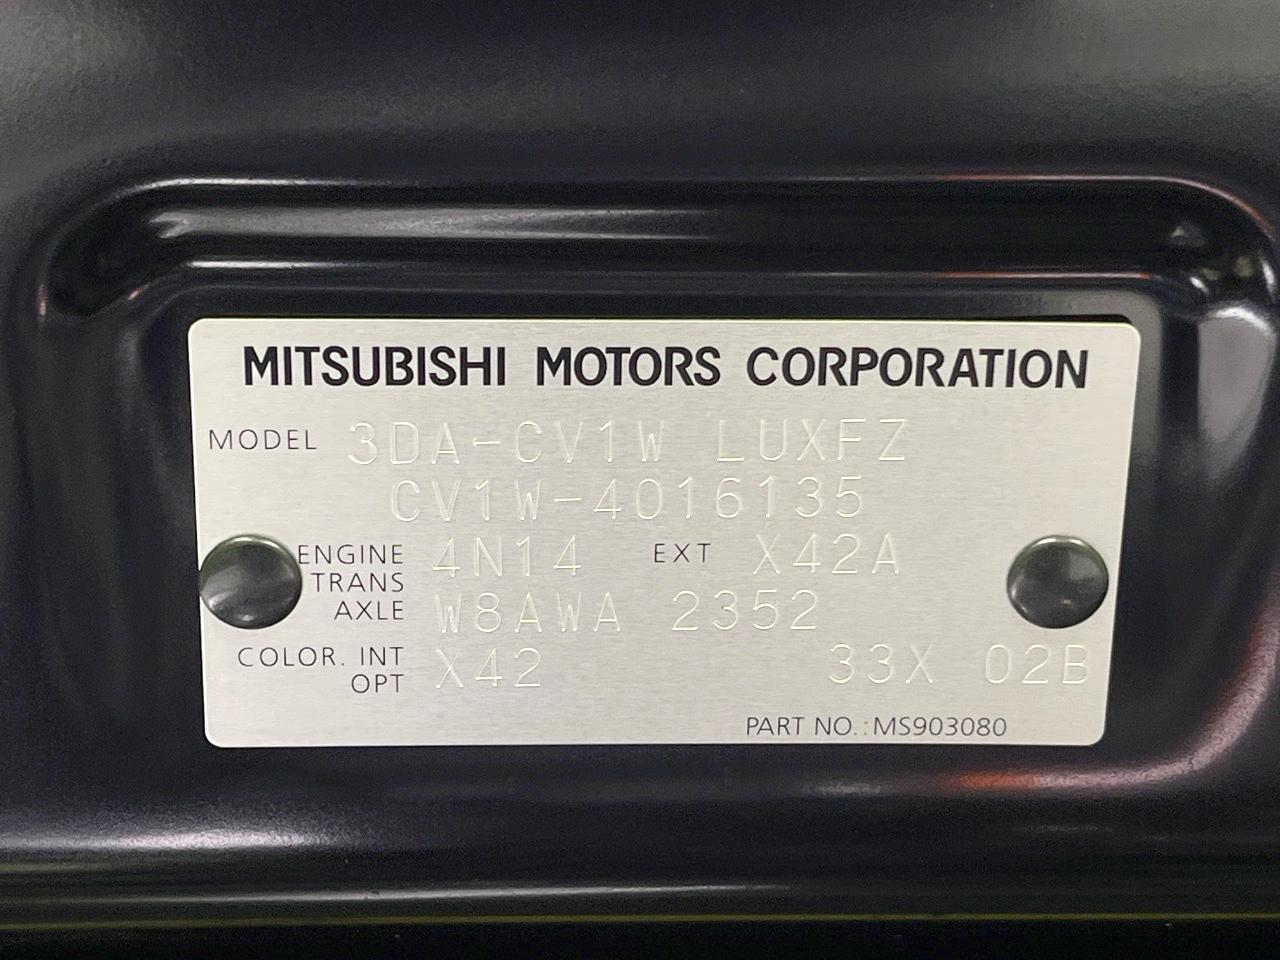 MITSUBISHI MOTORS CORPORATION
MODEL 3DA-CV1W LUXFZ
CV1W-4016135
ENGINE 4N14 EXT X42A
TRANS
AXLE W8AWA 2352
COLOR. INT X42 33X 02B
OPT
PART NO.:MS903080